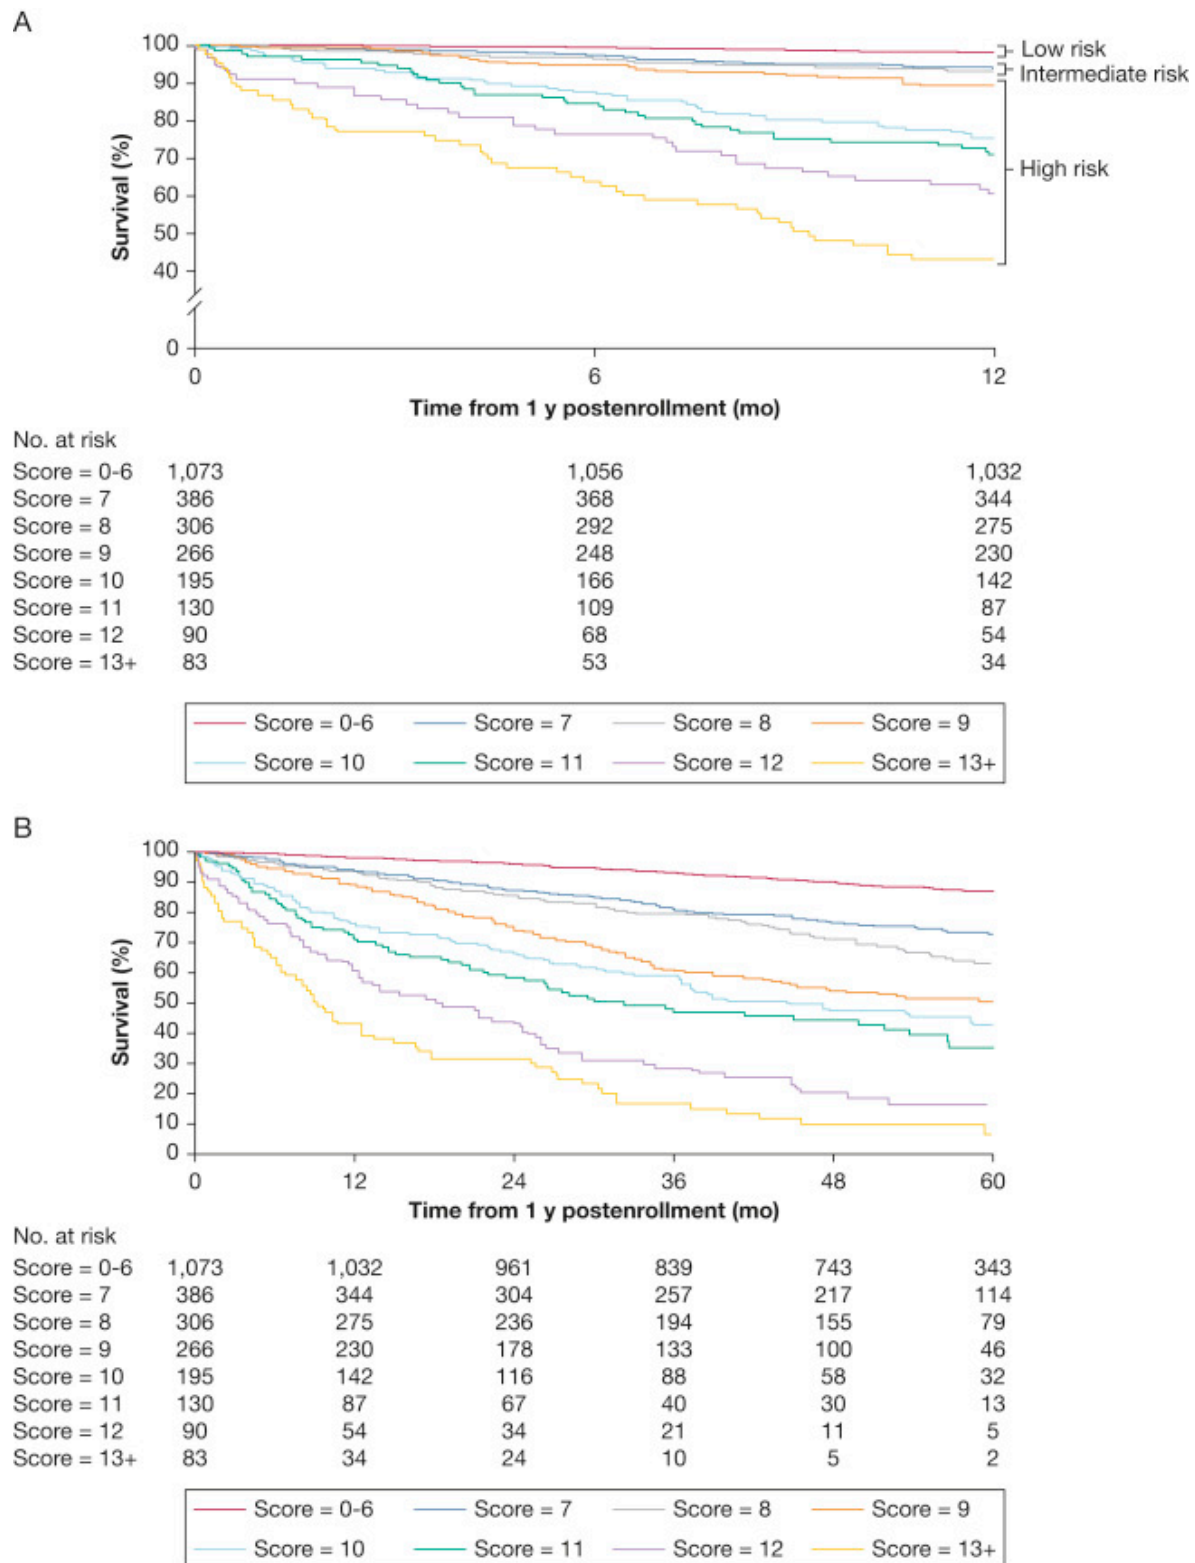 A
100
90
80
70
60
50
40
0
Survival (%)
Low risk
Intermediate risk
High risk
0 6 12
Time from 1 y postenrollment (mo)
No. at risk
Score = 0-6 1,073 1,056 1,032
Score = 7 386 368 344
Score = 8 306 292 275
Score = 9 266 248 230
Score = 10 195 166 142
Score = 11 130 109 87
Score = 12 90 68 54
Score = 13+ 83 53 34
Score = 0-6 Score = 7 Score = 8 Score = 9
Score = 10 Score = 11 Score = 12 Score = 13+
B
100
90
80
70
60
50
40
30
20
10
0
Survival (%)
0 12 24 36 48 60
Time from 1 y postenrollment (mo)
No. at risk
Score = 0-6 1,073 1,032 961 839 743 343
Score = 7 386 344 304 257 217 114
Score = 8 306 275 236 194 155 79
Score = 9 266 230 178 133 100 46
Score = 10 195 142 116 88 58 32
Score = 11 130 87 67 40 30 13
Score = 12 90 54 34 21 11 5
Score = 13+ 83 34 24 10 5 2
Score = 0-6 Score = 7 Score = 8 Score = 9
Score = 10 Score = 11 Score = 12 Score = 13+